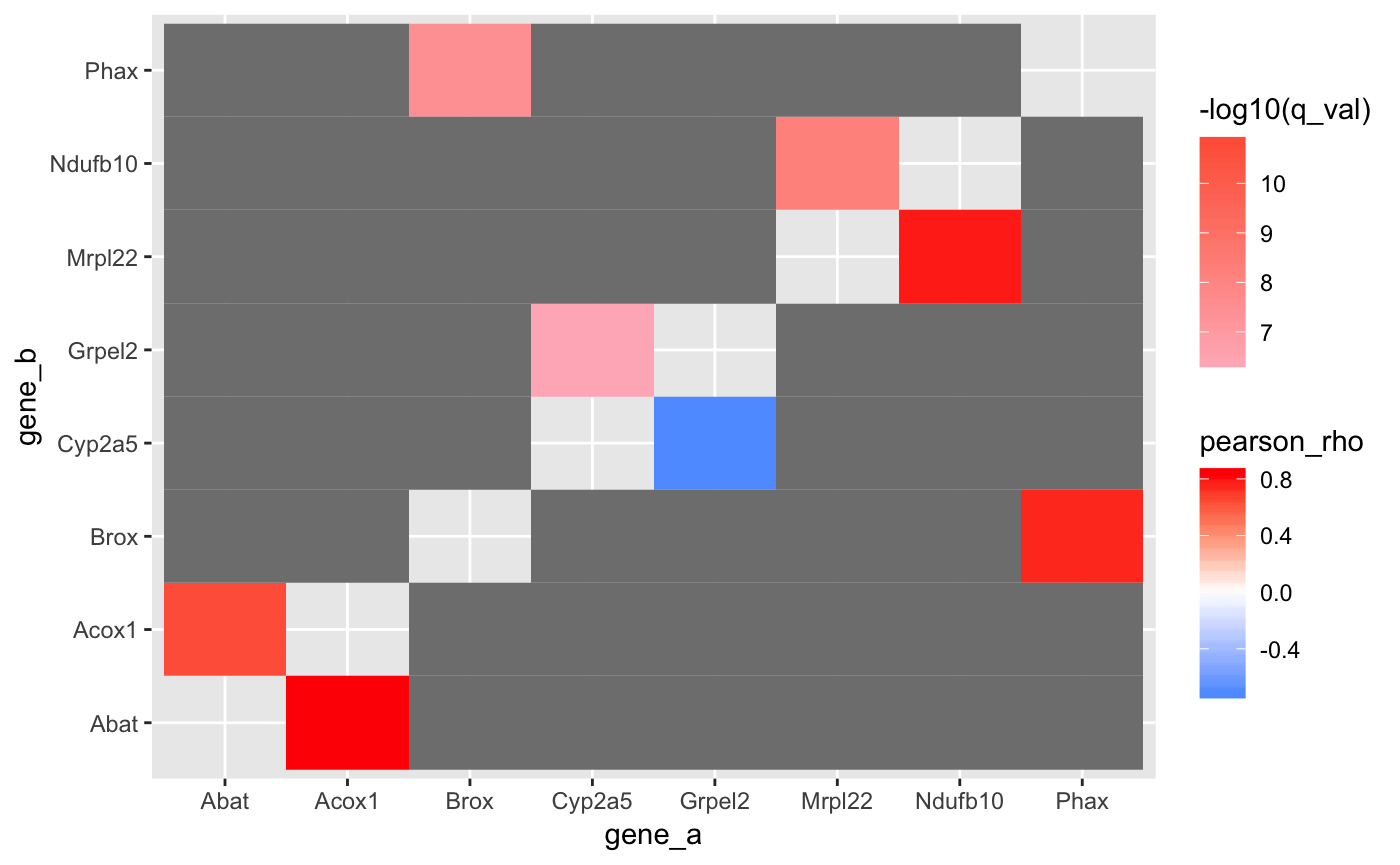 Phax
Ndufb10
Mrpl22
Grpel2
Cyp2a5
Brox
Acox1
Abat
gene_b
Abat Acox1 Brox Cyp2a5 Grpel2 Mrpl22 Ndufb10 Phax
gene_a
-log10(q_val)
10
9
8
7
pearson_rho
0.8
0.4
0.0
-0.4